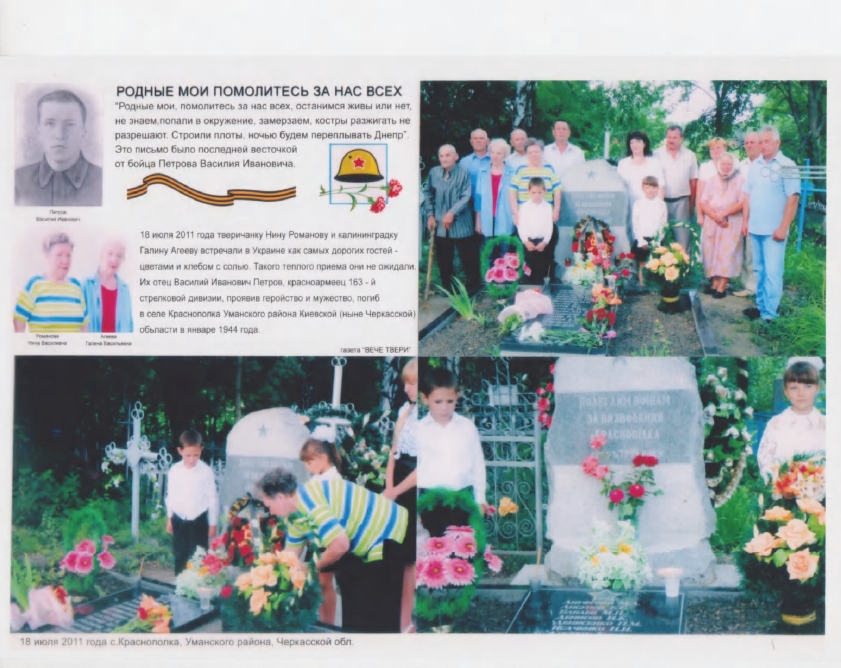 РОДНЫЕ МОИ ПОМОЛИТЕСЬ ЗА НАС ВСЕХ
"Родные мои, помолитесь за нас всех, останимся живы или нет,
не знаем,попали в окружение, замерзаем, костры разжигать не
разрешают. Строили плоты, ночью будем переплывать Днепр".
Это письмо было последней весточкой
от бойца Петрова Василия Ивановича.
Петров
Василий Иванович
18 июля 2011 года тверичанку Нину Романову и калининградку
Галину Агееву встречали в Украине как самых дорогих гостей -
цветами и хлебом с солью. Такого теплого приема они не ожидали.
Их отец Василий Иванович Петров, красноармеец 163 - й
стрелковой дивизии, проявив геройство и мужество, погиб
в селе Краснополка Уманского района Киевской (ныне Черкасской)
области в январе 1944 года.
Романова
Нина Васильевна
Агеева
Галина Васильевна
газета "ВЕЧЕ ТВЕРИ"
ПОЛЕГЛИМ ВОЇНАМ
ЗА ВИЗВОЛЕННЯ
КРАСНОПІЛКА
18 июля 2011 года с.Краснополка, Уманского района, Черкасской обл.